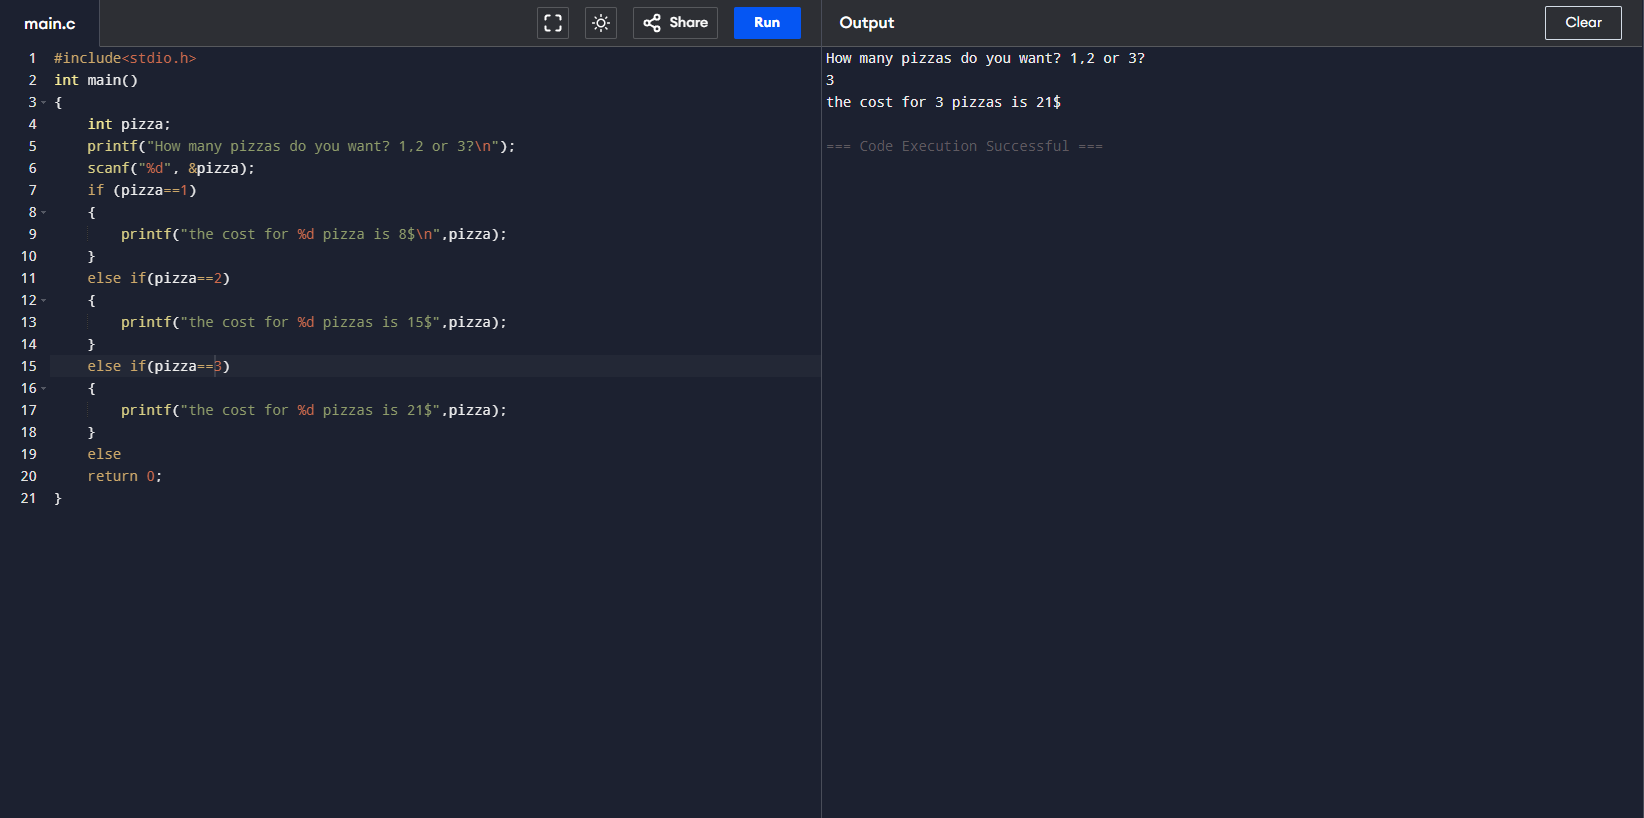 main.c
Share
Run
Output
Clear
1 #include<stdio.h>
2 int main()
3 {
4     int pizza;
5     printf("How many pizzas do you want? 1,2 or 3?\n");
6     scanf("%d", &pizza);
7     if (pizza==1)
8     {
9         printf("the cost for %d pizza is 8$\n",pizza);
10     }
11     else if(pizza==2)
12     {
13         printf("the cost for %d pizzas is 15$",pizza);
14     }
15     else if(pizza==3)
16     {
17         printf("the cost for %d pizzas is 21$",pizza);
18     }
19     else
20     return 0;
21 }
How many pizzas do you want? 1,2 or 3?
3
the cost for 3 pizzas is 21$
=== Code Execution Successful ===